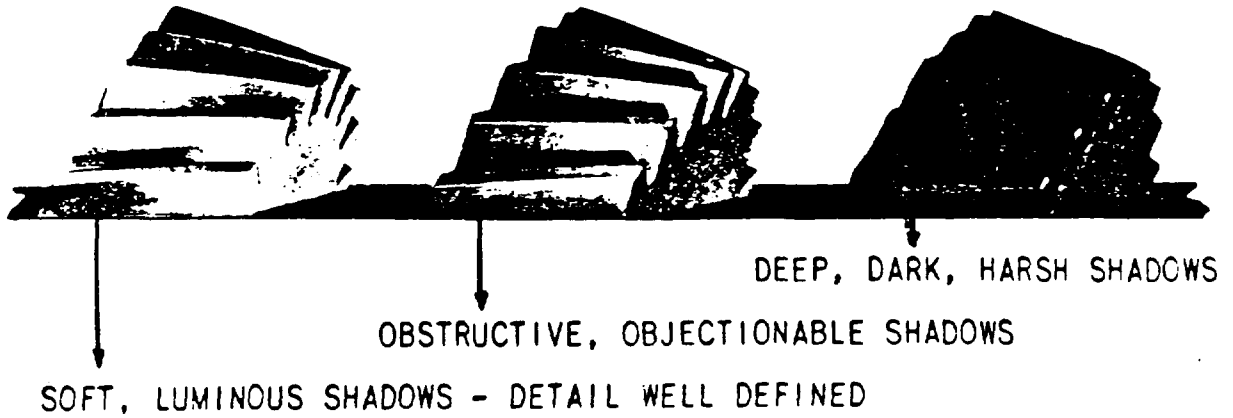 DEEP, DARK, HARSH SHADOWS
OBSTRUCTIVE, OBJECTIONABLE SHADOWS
SOFT, LUMINOUS SHADOWS - DETAIL WELL DEFINED